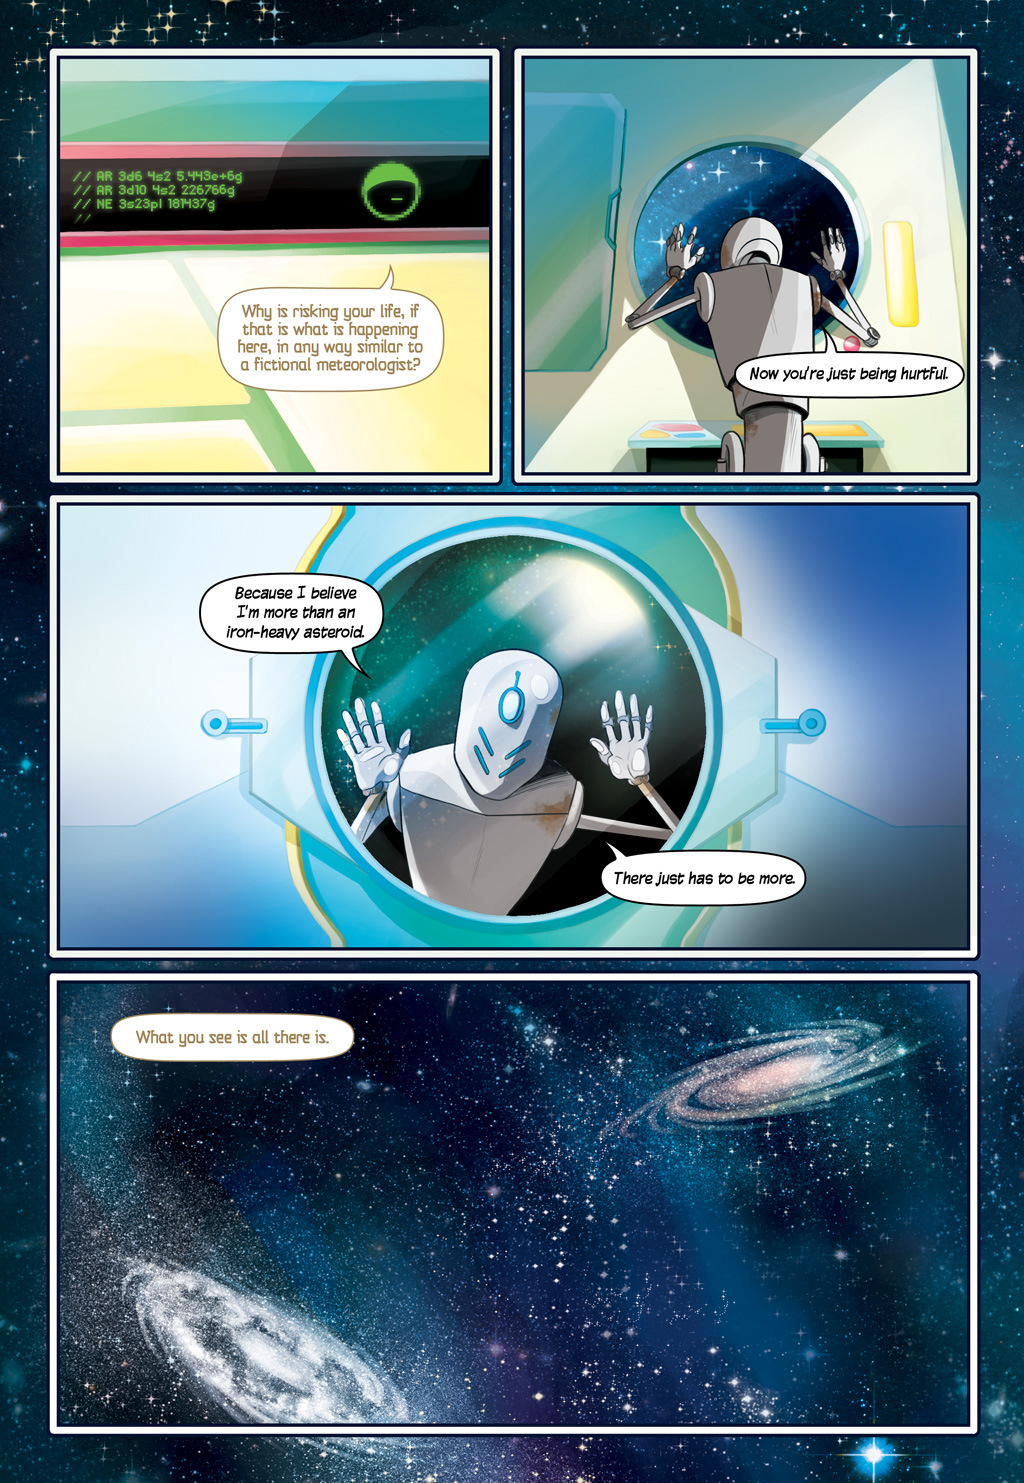 // AR 3d6 4s2 5.443e+6g
// AR 3d10 4s2 226766g
// NE 3s23pl 181437g
//
Why is risking your life, if
that is what is happening
here, in any way similar to
a fictional meteorologist?
Now you're just being hurtful.
Because I believe
I'm more than an
iron-heavy asteroid.
There just has to be more.
What you see is all there is.